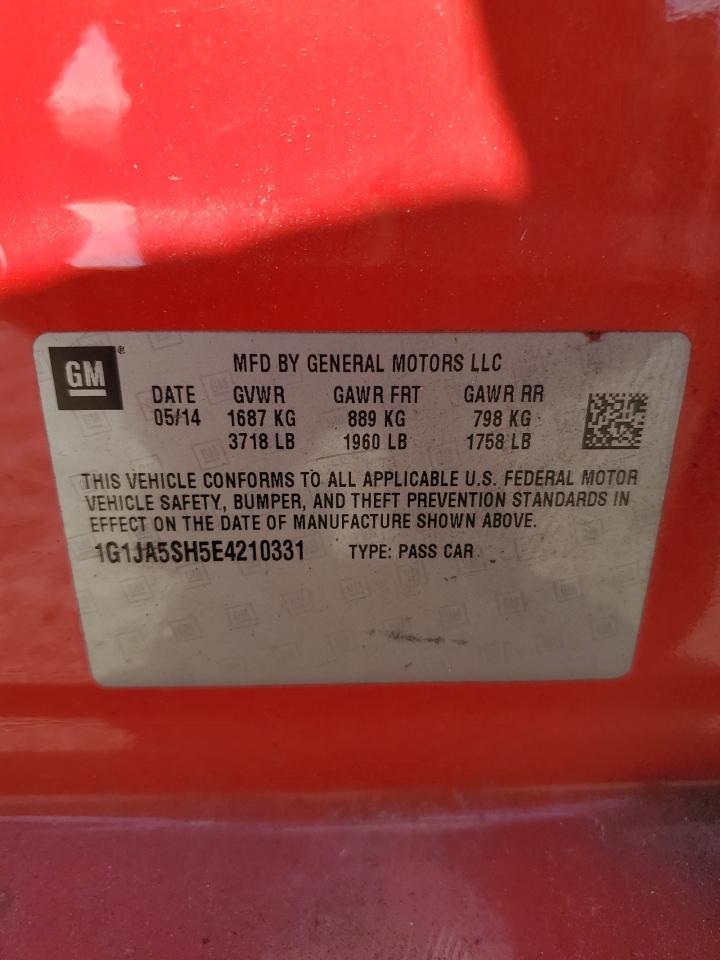 GM ®
MFD BY GENERAL MOTORS LLC
DATE GVWR GAWR FRT GAWR RR
05/14 1687 KG 889 KG 798 KG
3718 LB 1960 LB 1758 LB
THIS VEHICLE CONFORMS TO ALL APPLICABLE U.S. FEDERAL MOTOR
VEHICLE SAFETY, BUMPER, AND THEFT PREVENTION STANDARDS IN
EFFECT ON THE DATE OF MANUFACTURE SHOWN ABOVE.
1G1JA5SH5E4210331 TYPE: PASS CAR